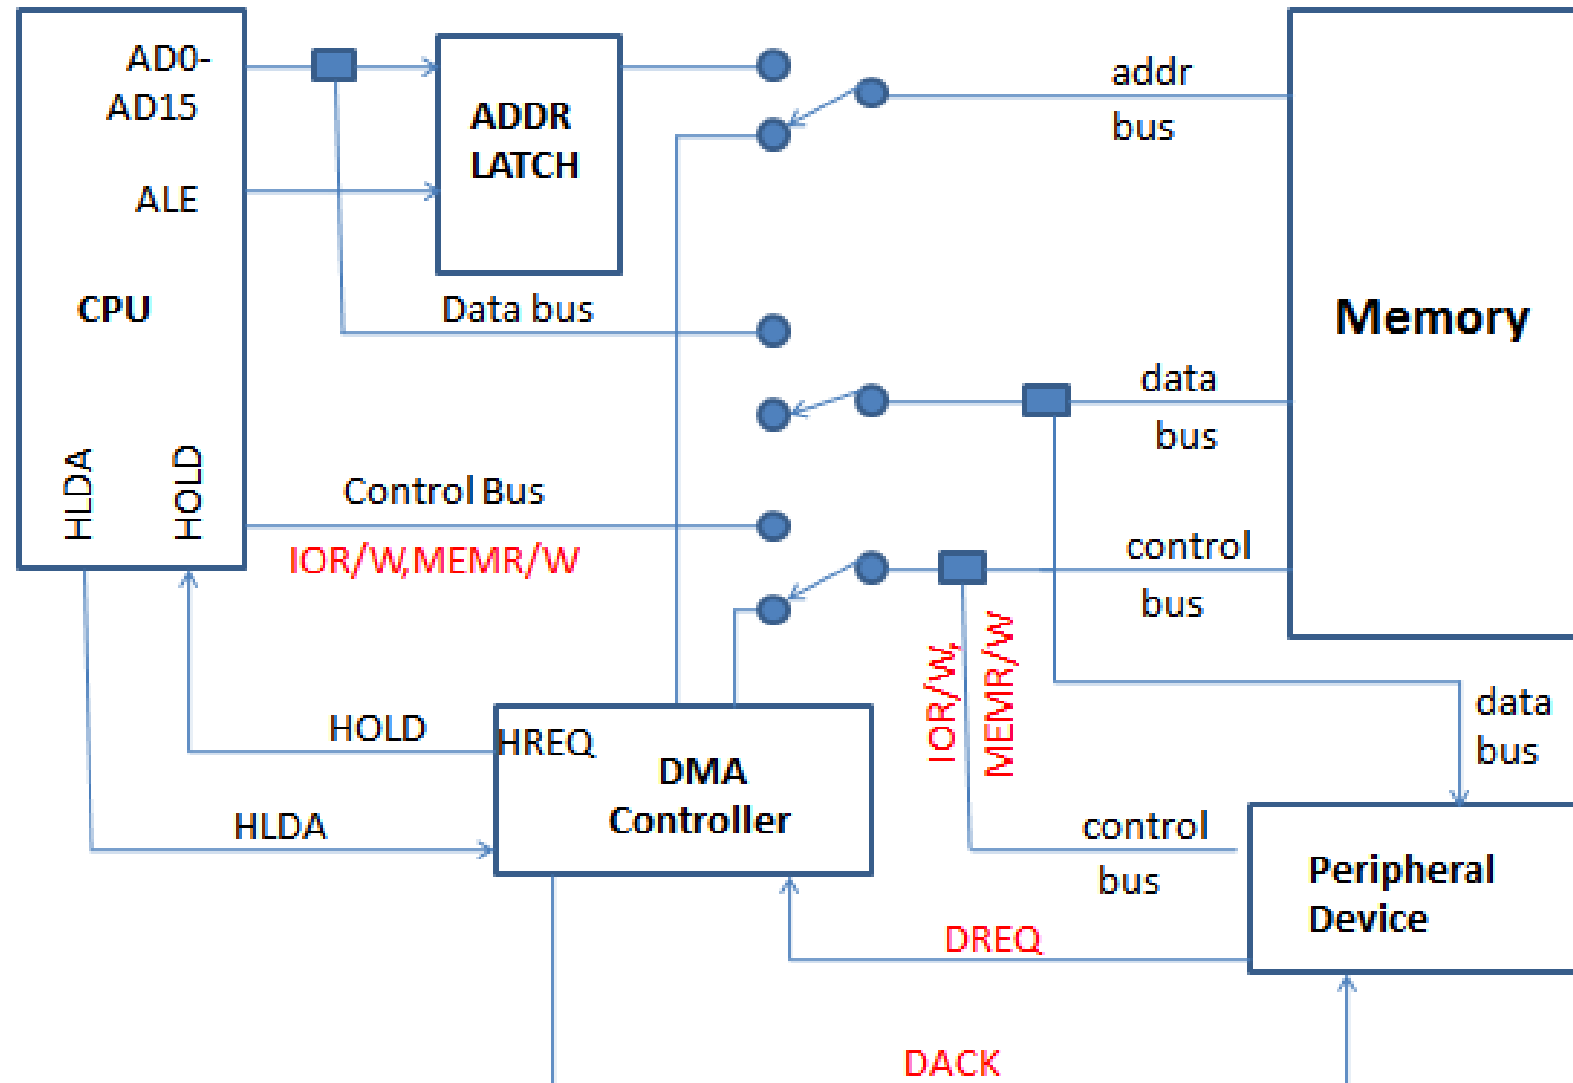 AD0-
AD15
ADDR
LATCH
ALE
addr
bus
CPU
Data bus
Memory
data
bus
HLDA
HOLD
Control Bus
IOR/W,MEMR/W
control
bus
IOR/W,
MEMR/W
HOLD
HREQ
DMA
Controller
data
bus
HLDA
control
bus
Peripheral
Device
DREQ
DACK